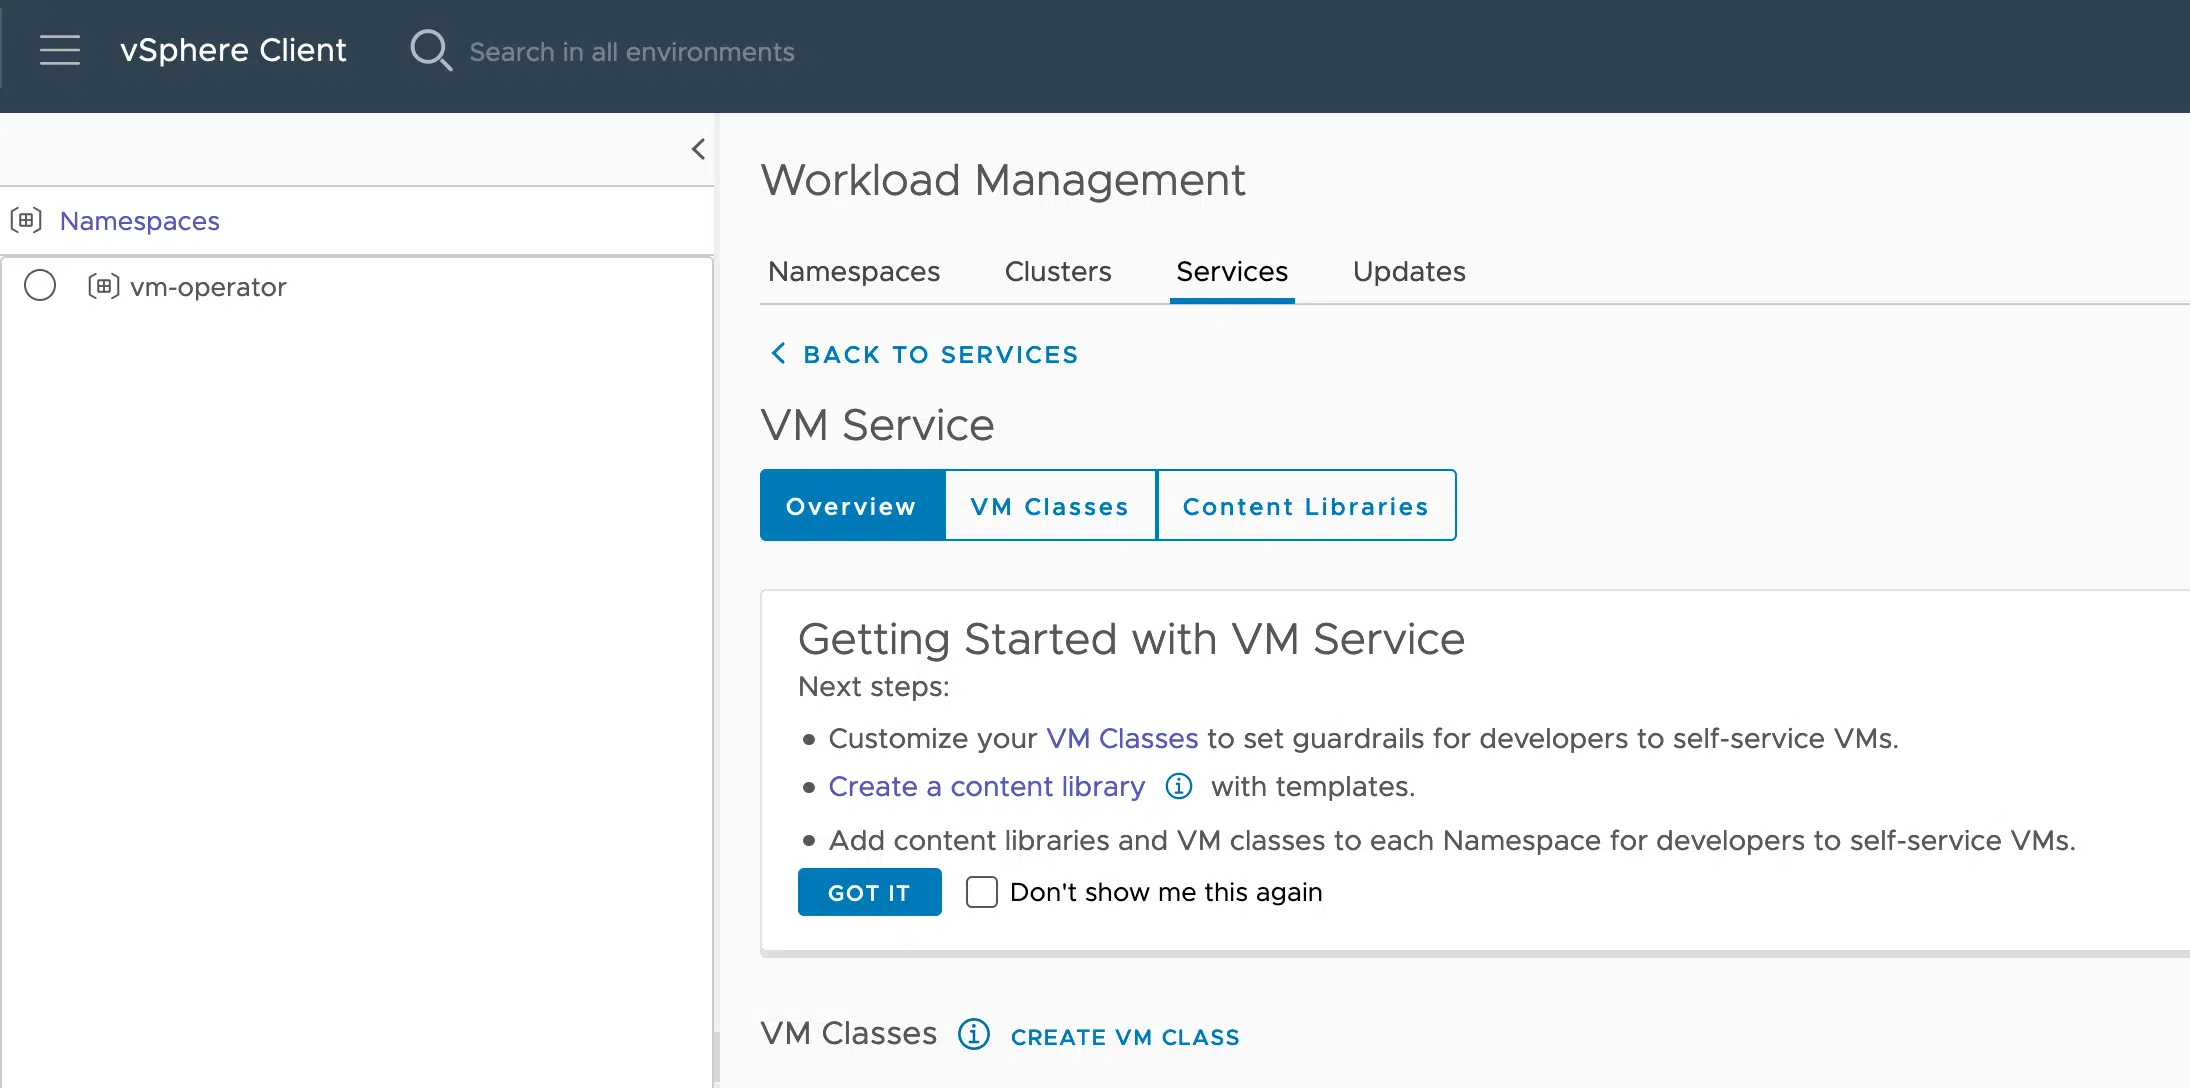 vSphere Client
Search in all environments
Namespaces
vm-operator
Workload Management
Namespaces Clusters Services Updates
BACK TO SERVICES
VM Service
Overview VM Classes Content Libraries
Getting Started with VM Service
Next steps:
• Customize your VM Classes to set guardrails for developers to self-service VMs.
• Create a content library with templates.
• Add content libraries and VM classes to each Namespace for developers to self-service VMs.
GOT IT Don't show me this again
VM Classes CREATE VM CLASS